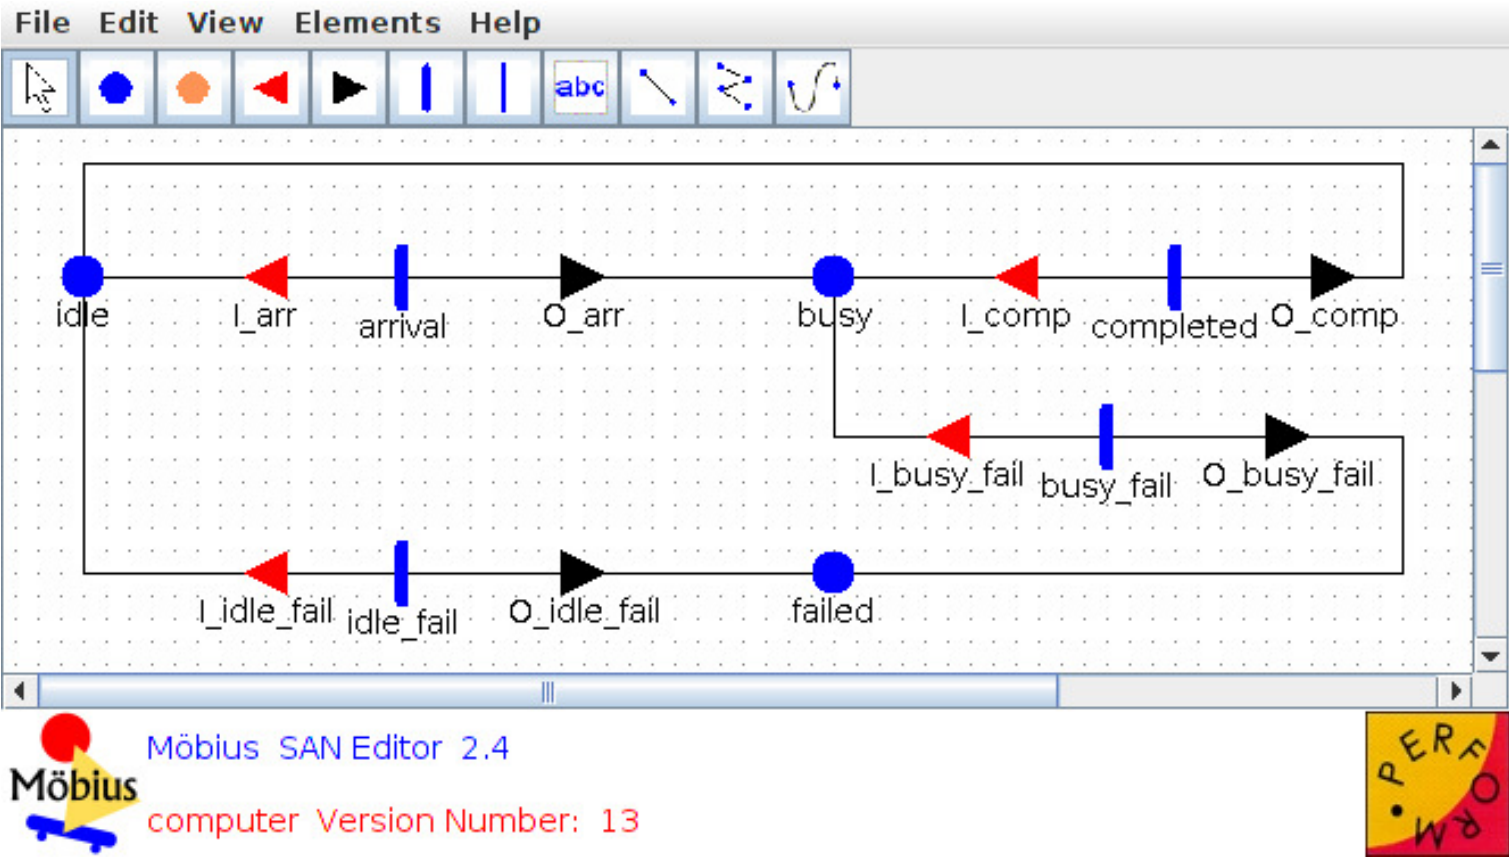 File Edit View Elements Help
abc
idle I_arr arrival O_arr busy I_comp completed O_comp
I_busy_fail busy_fail O_busy_fail
I_idle_fail idle_fail O_idle_fail failed
Möbius SAN Editor 2.4
Möbius
computer Version Number: 13
PERFORM